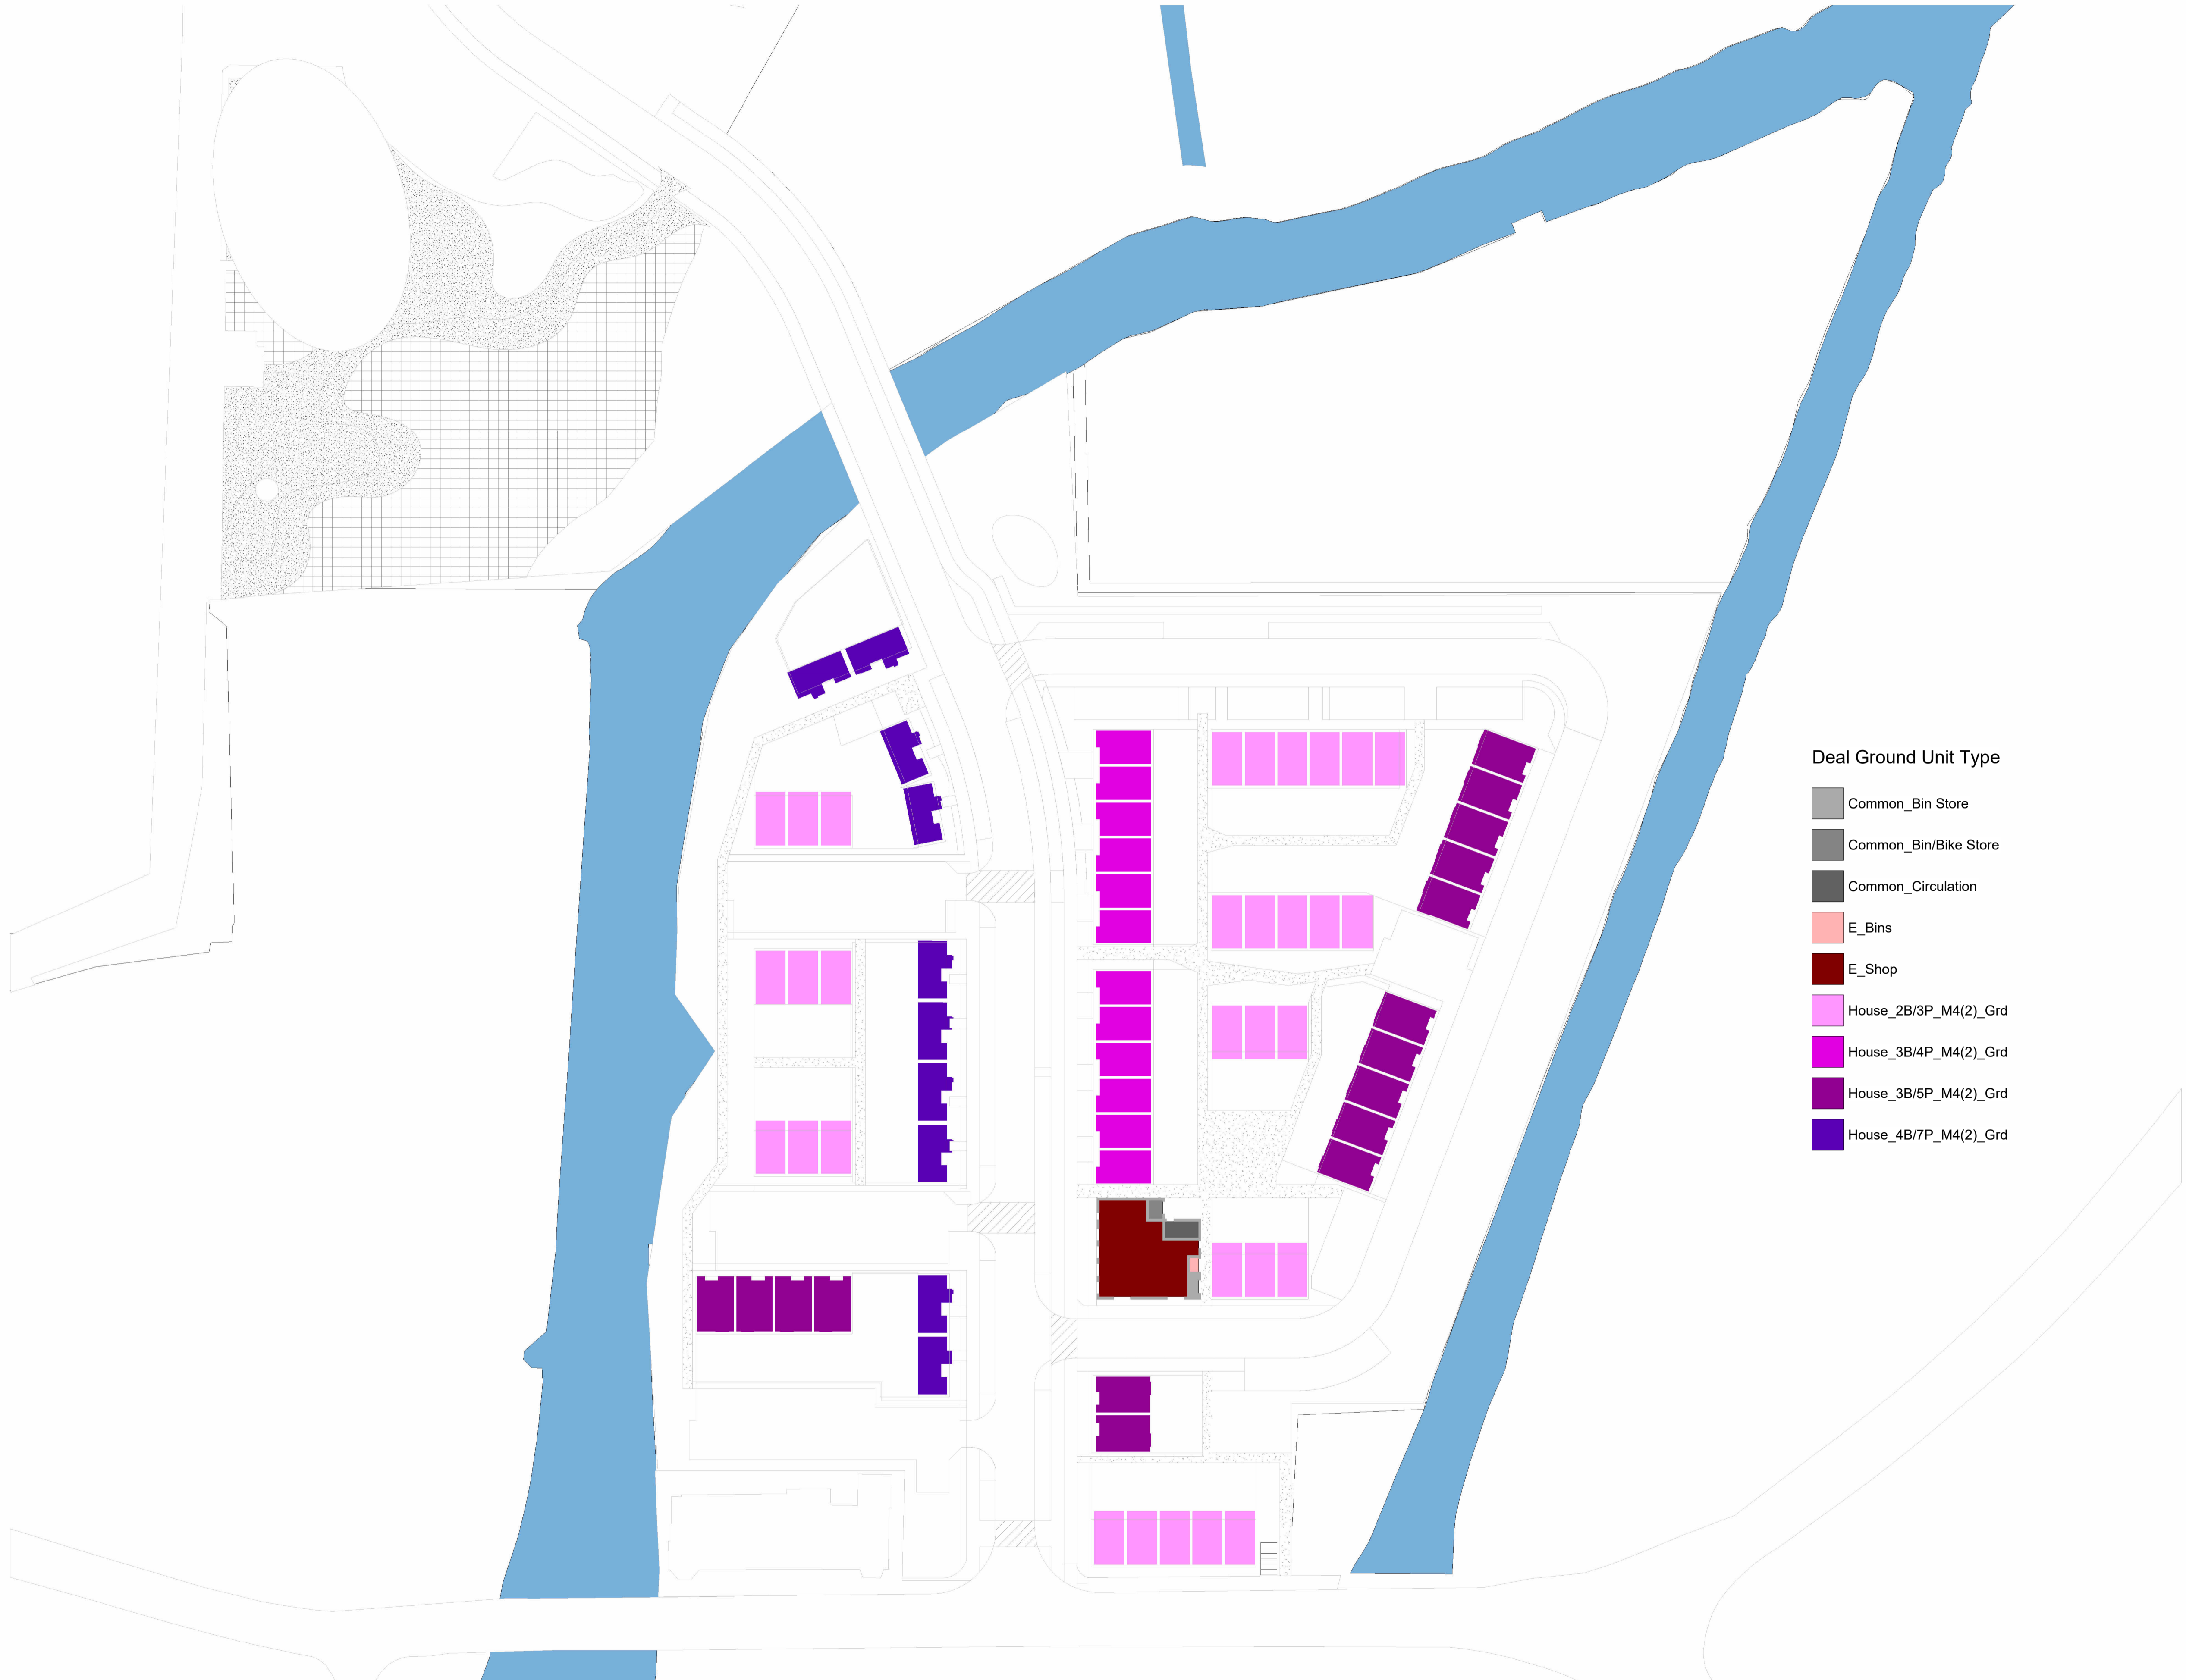 Deal Ground Unit Type
Common_Bin Store
Common_Bin/Bike Store
Common_Circulation
E_Bins
E_Shop
House_2B/3P_M4(2)_Grd
House_3B/4P_M4(2)_Grd
House_3B/5P_M4(2)_Grd
House_4B/7P_M4(2)_Grd